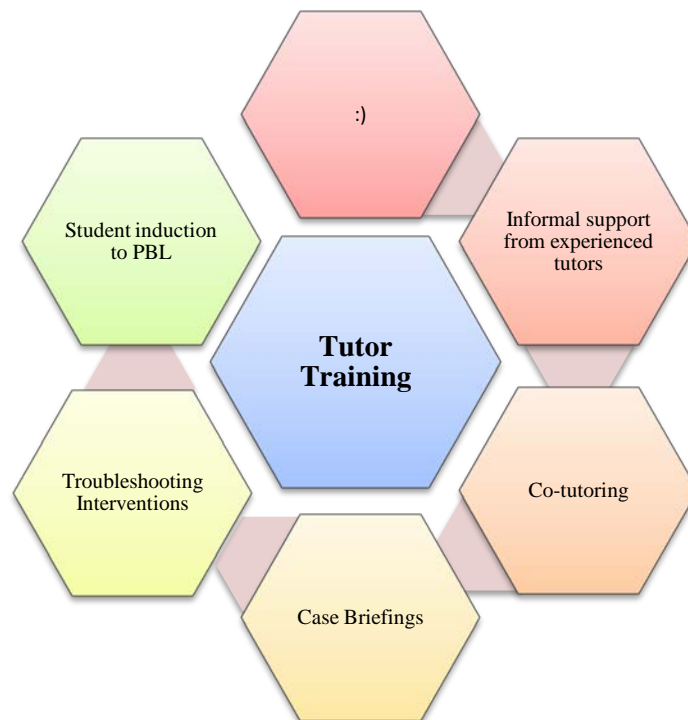 :)
Informal support
from experienced
tutors
Student induction
to PBL
Tutor
Training
Co-tutoring
Troubleshooting
Interventions
Case Briefings